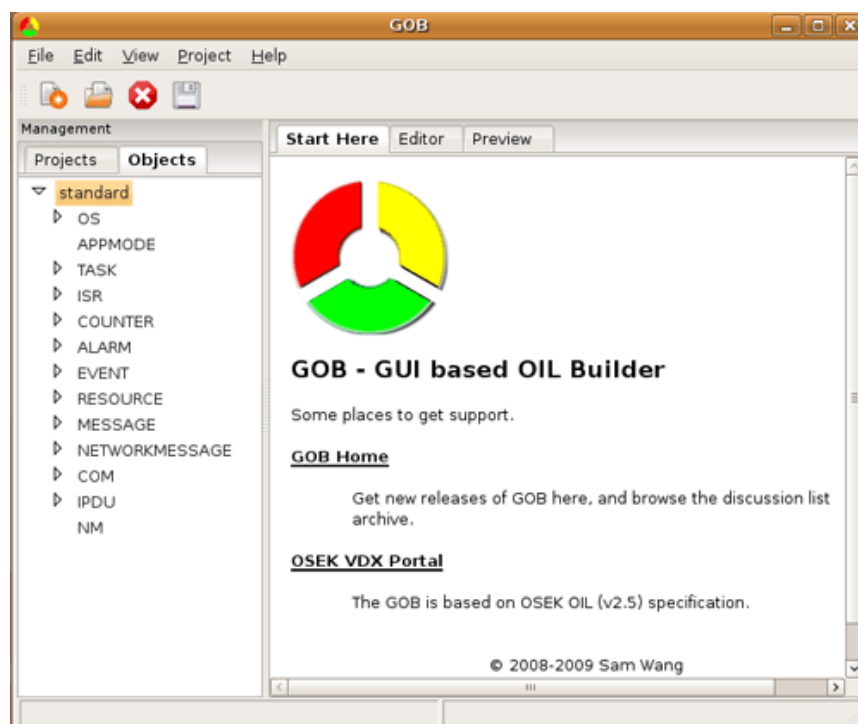 GOB
File Edit View Project Help
Management
Projects Objects
standard
OS
APPMODE
TASK
ISR
COUNTER
ALARM
EVENT
RESOURCE
MESSAGE
NETWORKMESSAGE
COM
IPDU
NM
Start Here Editor Preview
GOB - GUI based OIL Builder
Some places to get support.
GOB Home
Get new releases of GOB here, and browse the discussion list
archive.
OSEK VDX Portal
The GOB is based on OSEK OIL (v2.5) specification.
© 2008-2009 Sam Wang